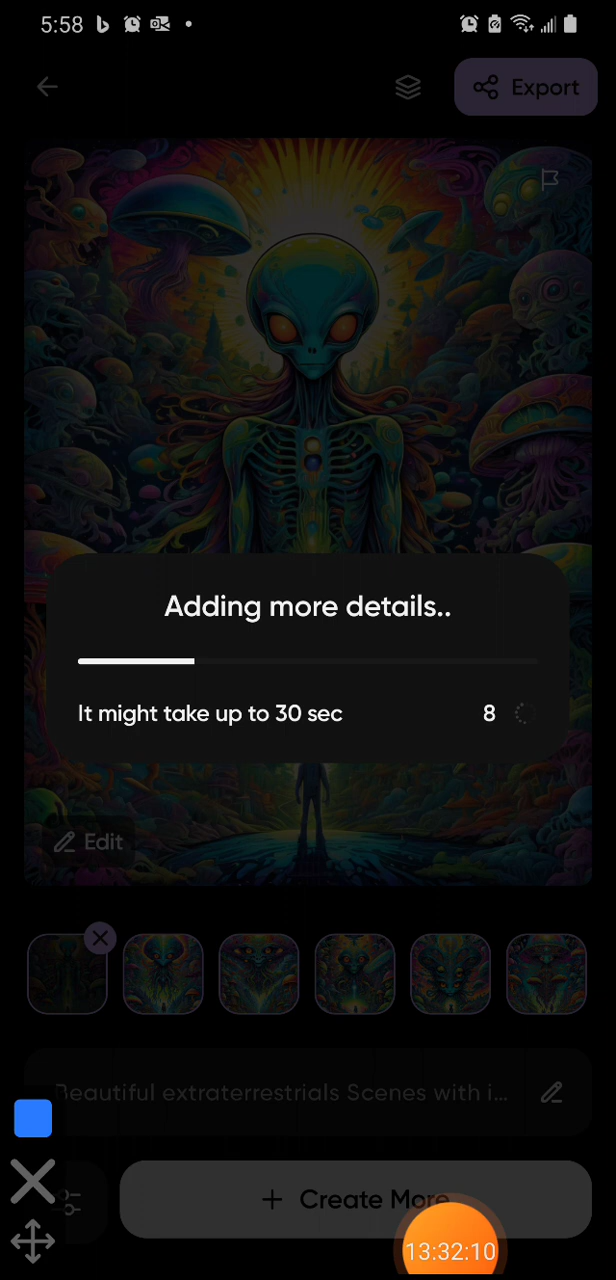 5:58
Export
Adding more details..
It might take up to 30 sec
8
Edit
Beautiful extraterrestrials Scenes with i...
+ Create More
13:32:10